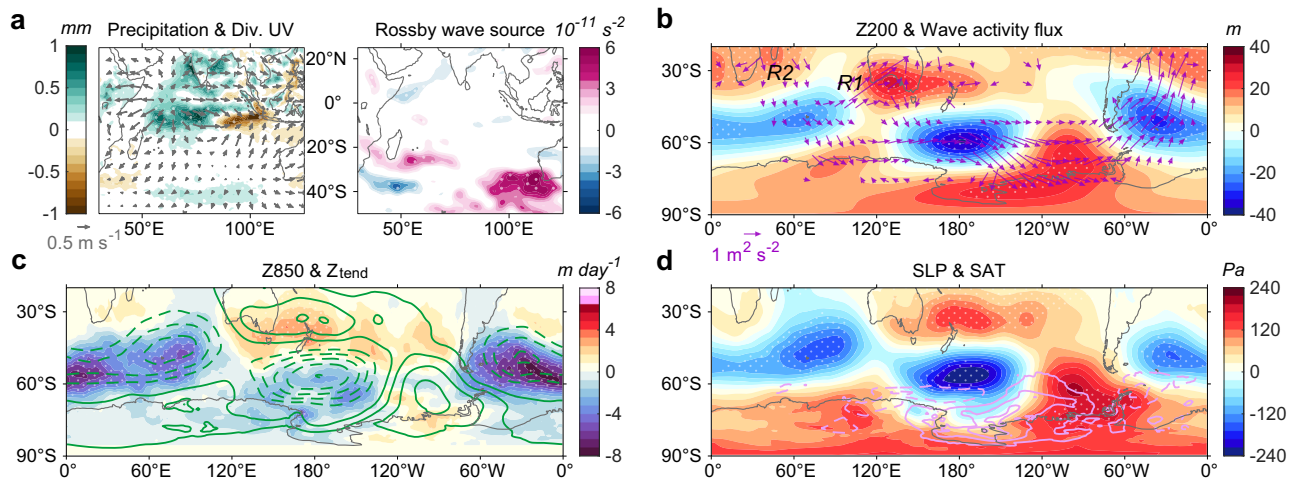 a
Precipitation & Div. UV
mm
1
0.5
0
-0.5
-1
50°E
100°E
0.5 m s⁻¹
Rossby wave source
10⁻¹¹ s⁻²
20°N
0°
20°S
40°S
50°E
100°E
6
3
0
-3
-6
b
Z200 & Wave activity flux
m
30°S
60°S
90°S
R2
R1
0°
60°E
120°E
180°
120°W
60°W
0°
40
20
0
-20
-40
1 m² s⁻²
c
Z850 & Ztend
m day⁻¹
30°S
60°S
90°S
0°
60°E
120°E
180°
120°W
60°W
0°
8
4
0
-4
-8
d
SLP & SAT
Pa
30°S
60°S
90°S
0°
60°E
120°E
180°
120°W
60°W
0°
240
120
0
-120
-240